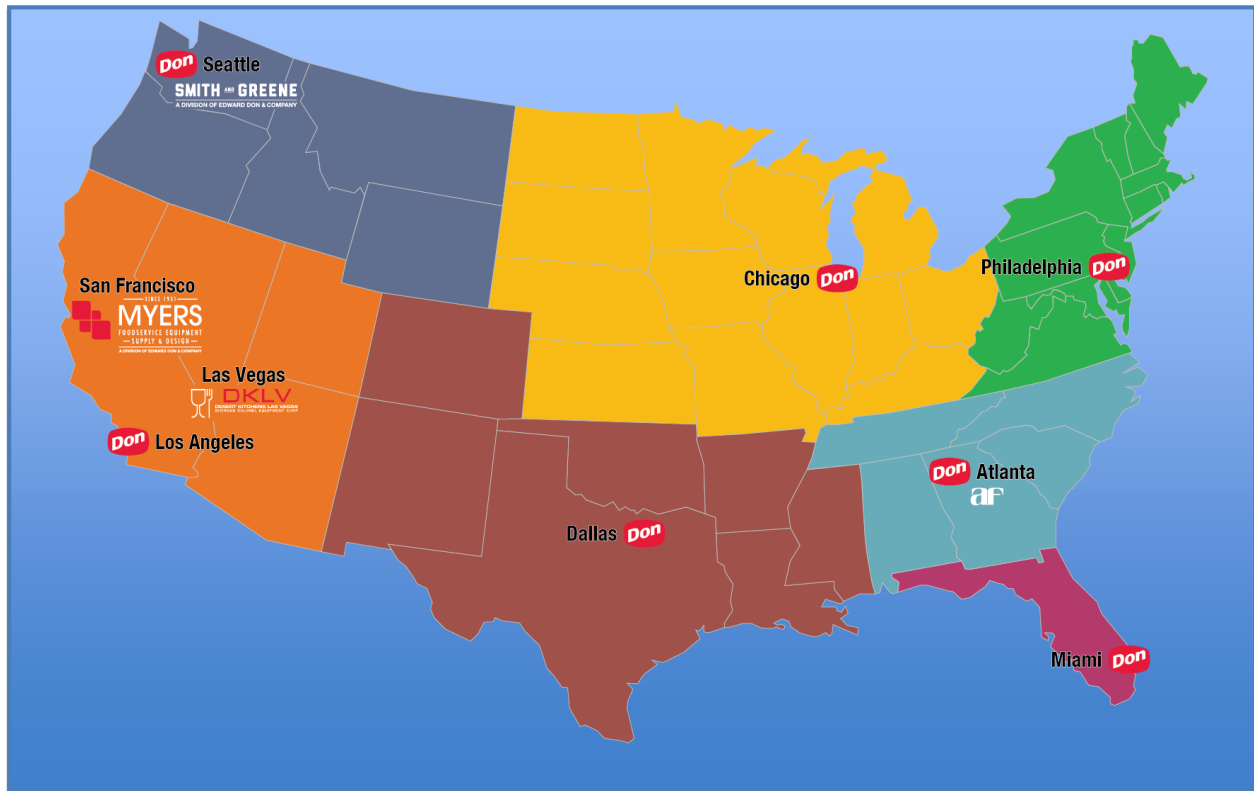 Don Seattle
SMITH AND GREENE
A DIVISION OF EDWARD DON & COMPANY
San Francisco
SINCE 1961
MYERS
FOODSERVICE EQUIPMENT
SUPPLY & DESIGN
A DIVISION OF EDWARD DON & COMPANY
Las Vegas
DKLV
DESERT KITCHENS LAS VEGAS
Don Los Angeles
Chicago Don
Philadelphia Don
Don Atlanta
af
Dallas Don
Miami Don